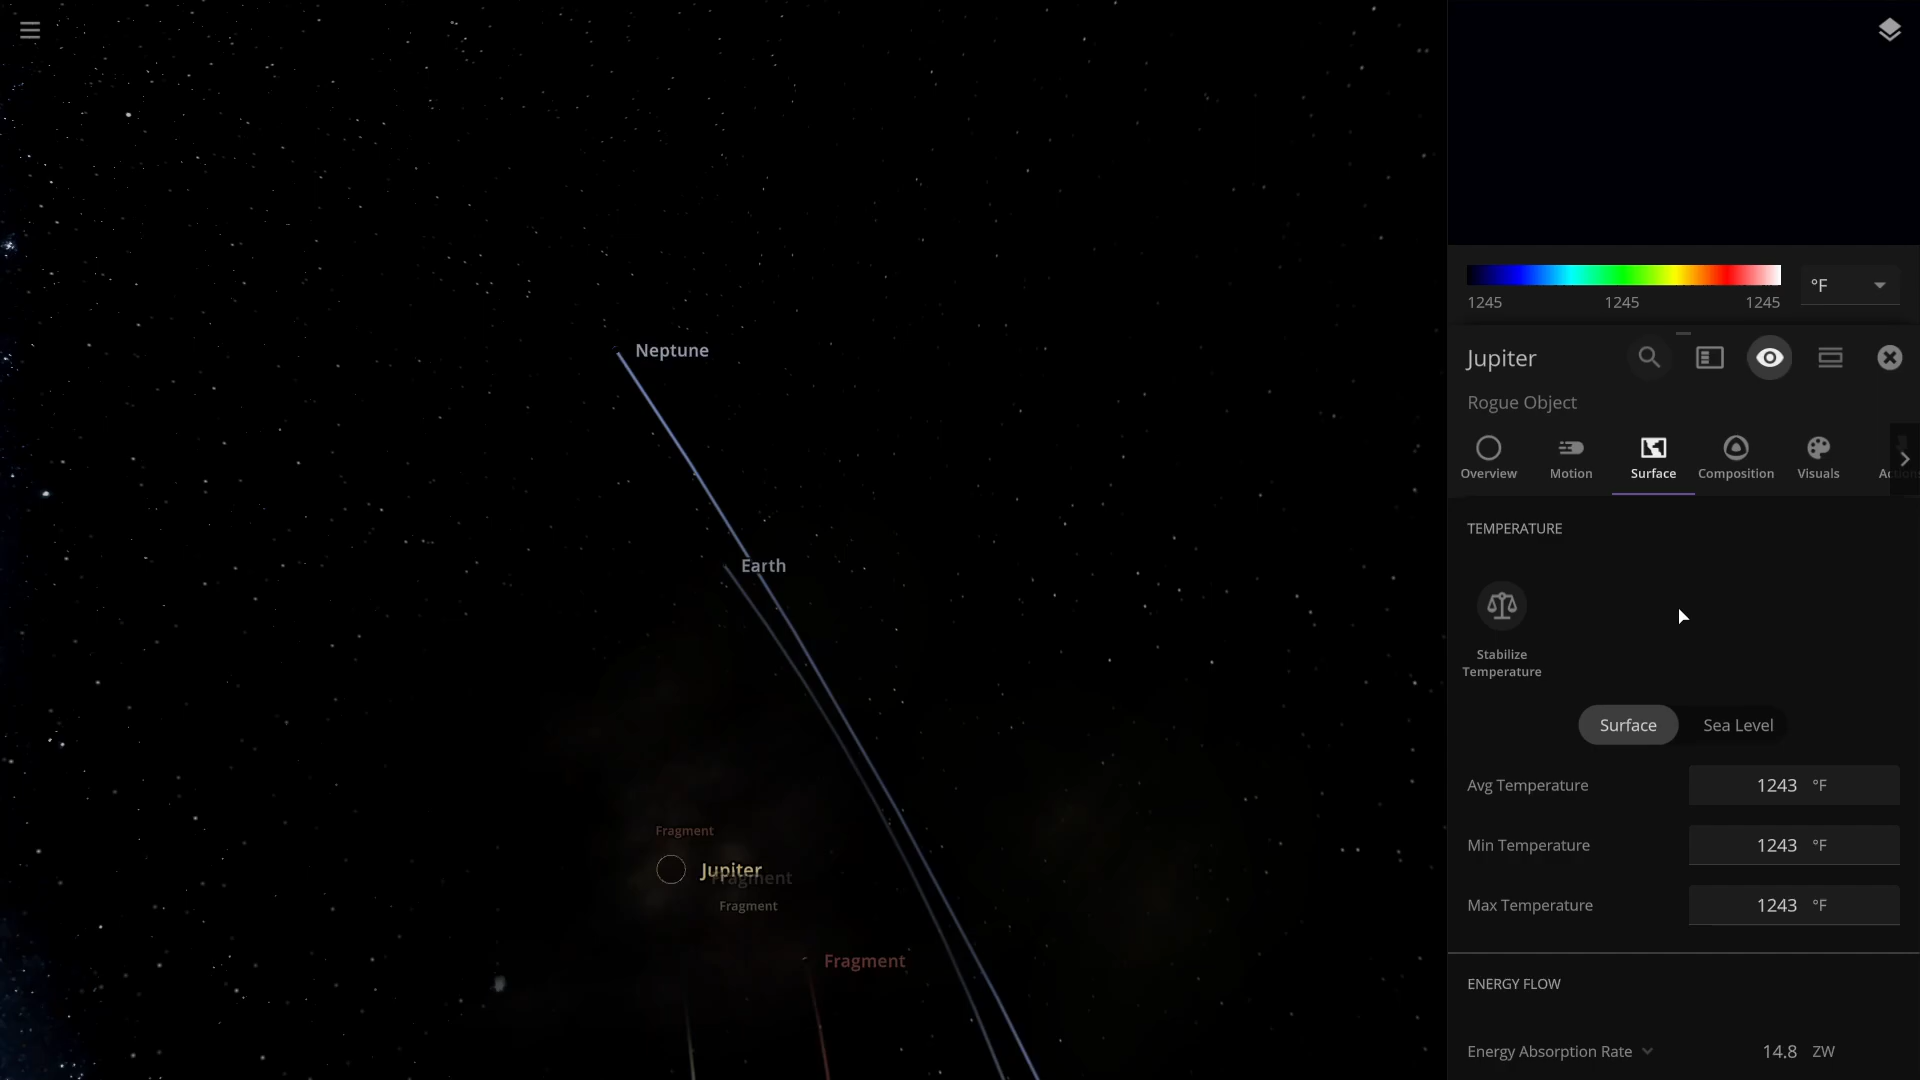 °F
1245 1245 1245
Jupiter
Rogue Object
Overview Motion Surface Composition Visuals
TEMPERATURE
Stabilize
Temperature
Surface Sea Level
Avg Temperature 1243 °F
Min Temperature 1243 °F
Max Temperature 1243 °F
ENERGY FLOW
Energy Absorption Rate 14.8 ZW
Neptune
Earth
Fragment
Jupiter
Fragment
Fragment
Fragment